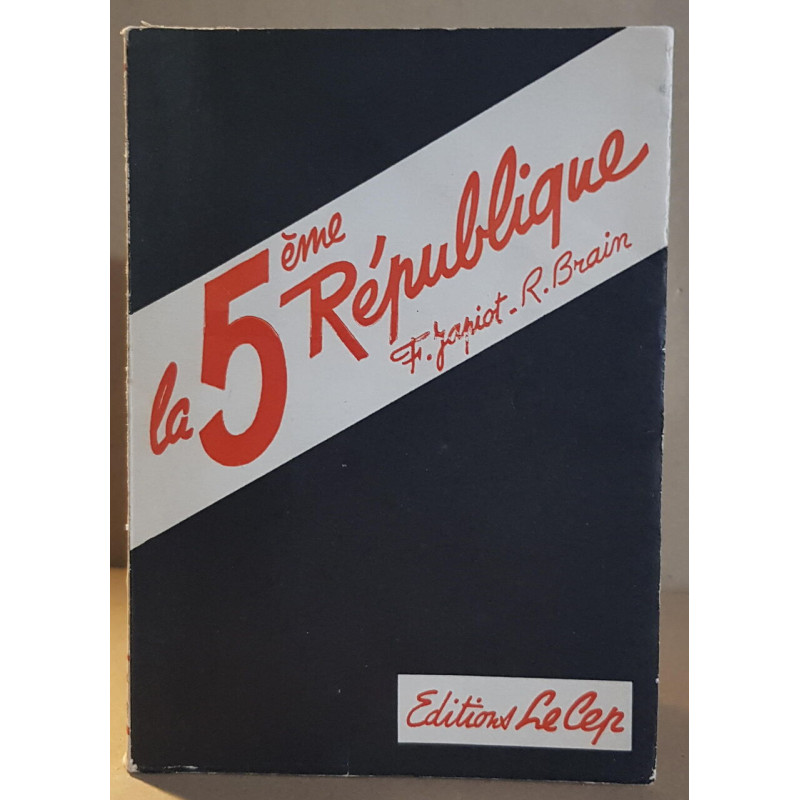 la 5ème République
F. Japiot - R. Brain
Editions Le Cep